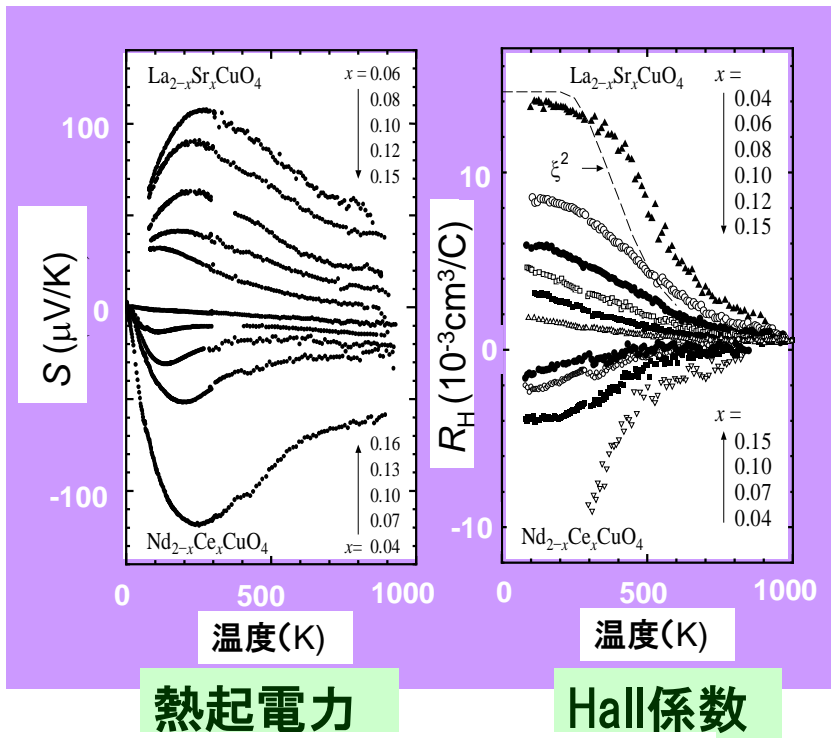 La2-xSrxCuO4
x = 0.06
0.08
0.10
0.12
0.15
100
0
-100
S (μV/K)
0.16
0.13
0.10
0.07
x= 0.04
Nd2-xCexCuO4
0
500
1000
温度(K)
熱起電力
La2-xSrxCuO4
x =
0.04
0.06
0.08
0.10
0.12
0.15
ξ2
10
0
-10
RH (10-3cm3/C)
x =
0.15
0.10
0.07
0.04
Nd2-xCexCuO4
0
500
1000
温度(K)
Hall係数